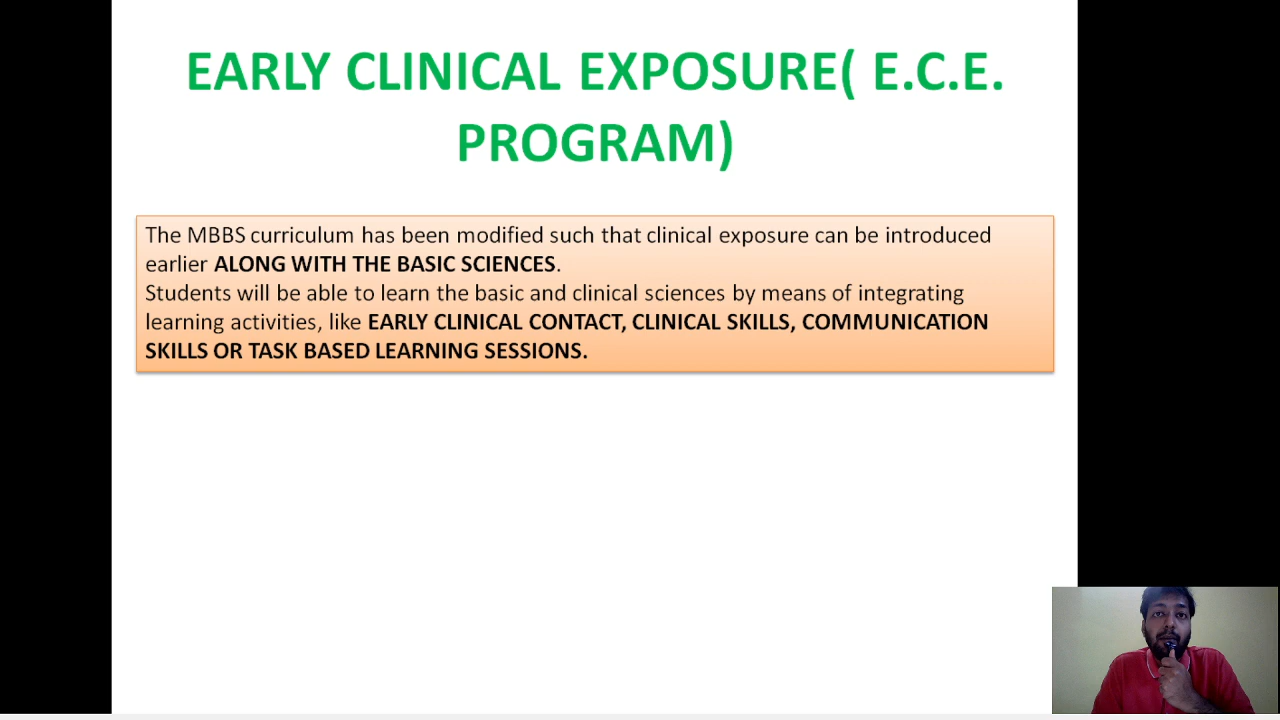 EARLY CLINICAL EXPOSURE( E.C.E.
PROGRAM)
The MBBS curriculum has been modified such that clinical exposure can be introduced
earlier ALONG WITH THE BASIC SCIENCES.
Students will be able to learn the basic and clinical sciences by means of integrating
learning activities, like EARLY CLINICAL CONTACT, CLINICAL SKILLS, COMMUNICATION
SKILLS OR TASK BASED LEARNING SESSIONS.